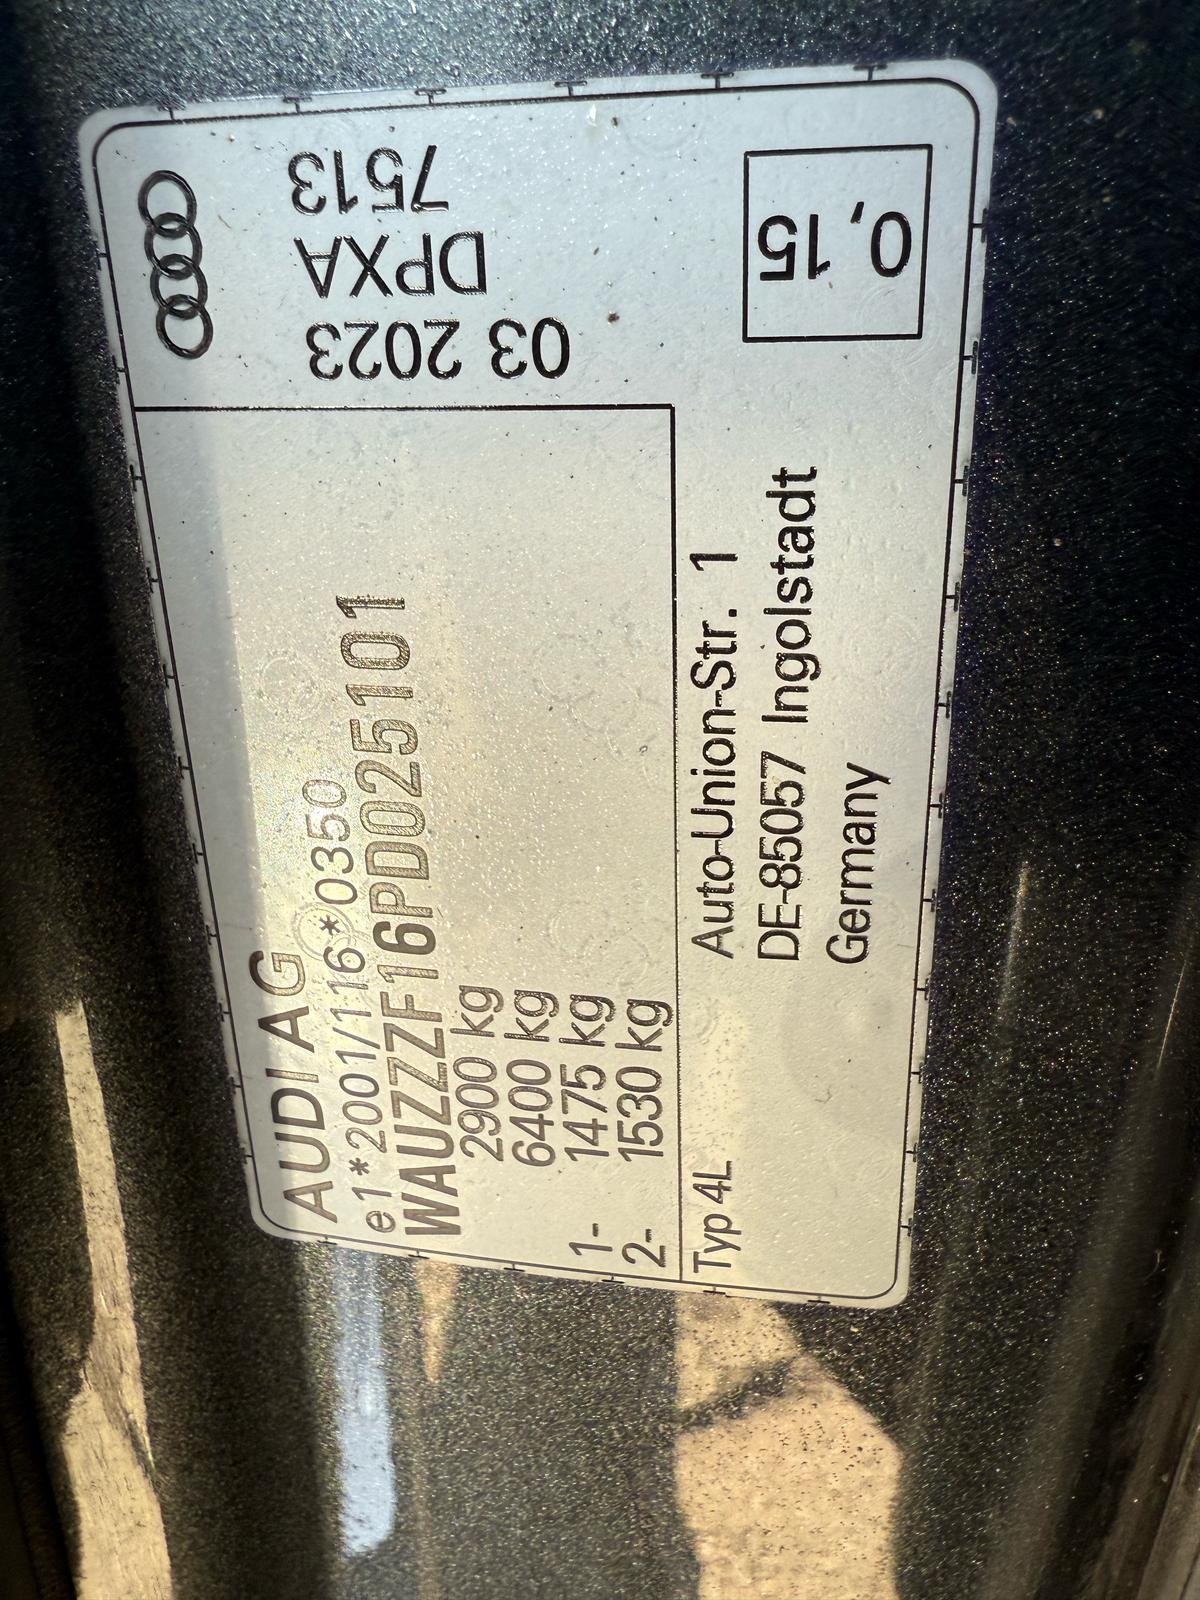 AUDI AG
e1*2001/116*0350
WAUZZZF16PD025101
2900 kg
6400 kg
1- 1475 kg
2- 1530 kg
Typ 4L
Auto-Union-Str. 1
DE-85057 Ingolstadt
Germany
03 2023
DPXA
7513
0,15